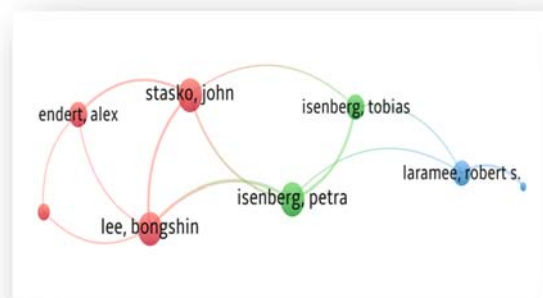 stasko, john
endert, alex
isenberg, tobias
laramee, robert s.
isenberg, petra
lee, bongshin